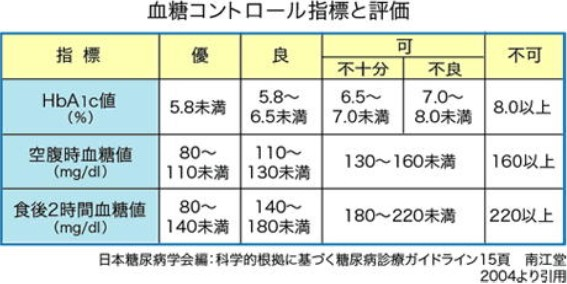 血糖コントロール指標と評価
指 標 優 良 可 不可
不十分 不良
HbA1c値
(%)
5.8未満
5.8〜
6.5未満
6.5〜
7.0未満
7.0〜
8.0未満
8.0以上
空腹時血糖値
(mg/dl)
80〜
110未満
110〜
130未満
130〜160未満
160以上
食後2時間血糖値
(mg/dl)
80〜
140未満
140〜
180未満
180〜220未満
220以上
日本糖尿病学会編：科学的根拠に基づく糖尿病診療ガイドライン15頁 南江堂
2004より引用